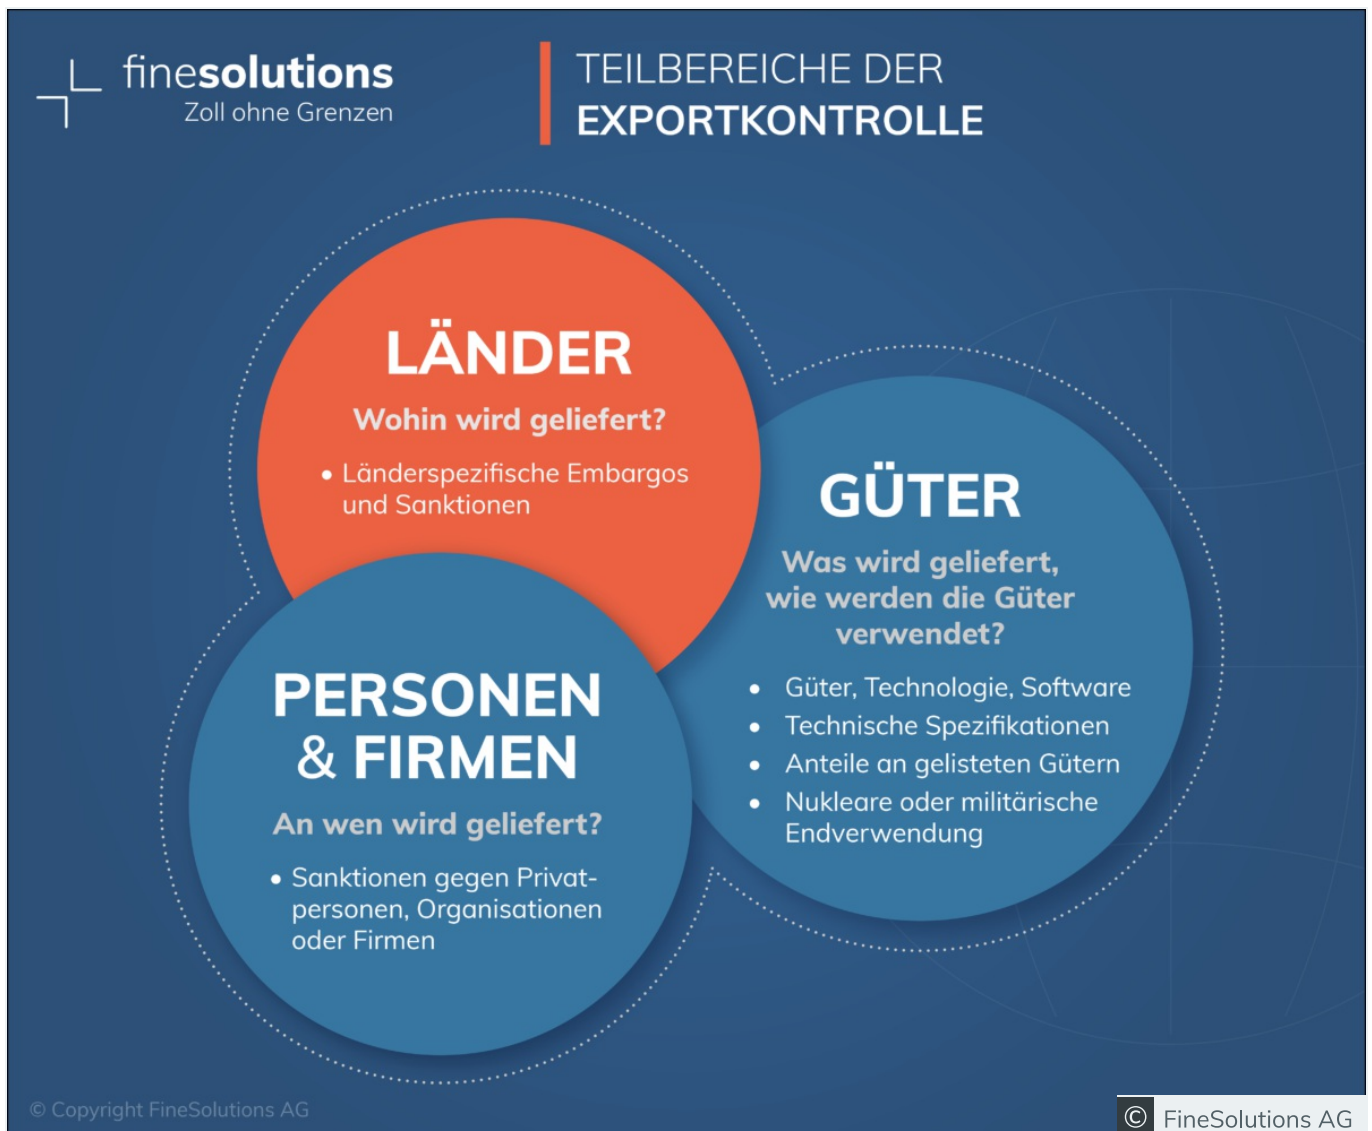 finesolutions
Zoll ohne Grenzen
TEILBEREICHE DER
EXPORTKONTROLLE
LÄNDER
Wohin wird geliefert?
• Länderspezifische Embargos
und Sanktionen
GÜTER
Was wird geliefert,
wie werden die Güter
verwendet?
• Güter, Technologie, Software
• Technische Spezifikationen
• Anteile an gelisteten Gütern
• Nukleare oder militärische
Endverwendung
PERSONEN
& FIRMEN
An wen wird geliefert?
• Sanktionen gegen Privat-
personen, Organisationen
oder Firmen
© Copyright FineSolutions AG
© FineSolutions AG